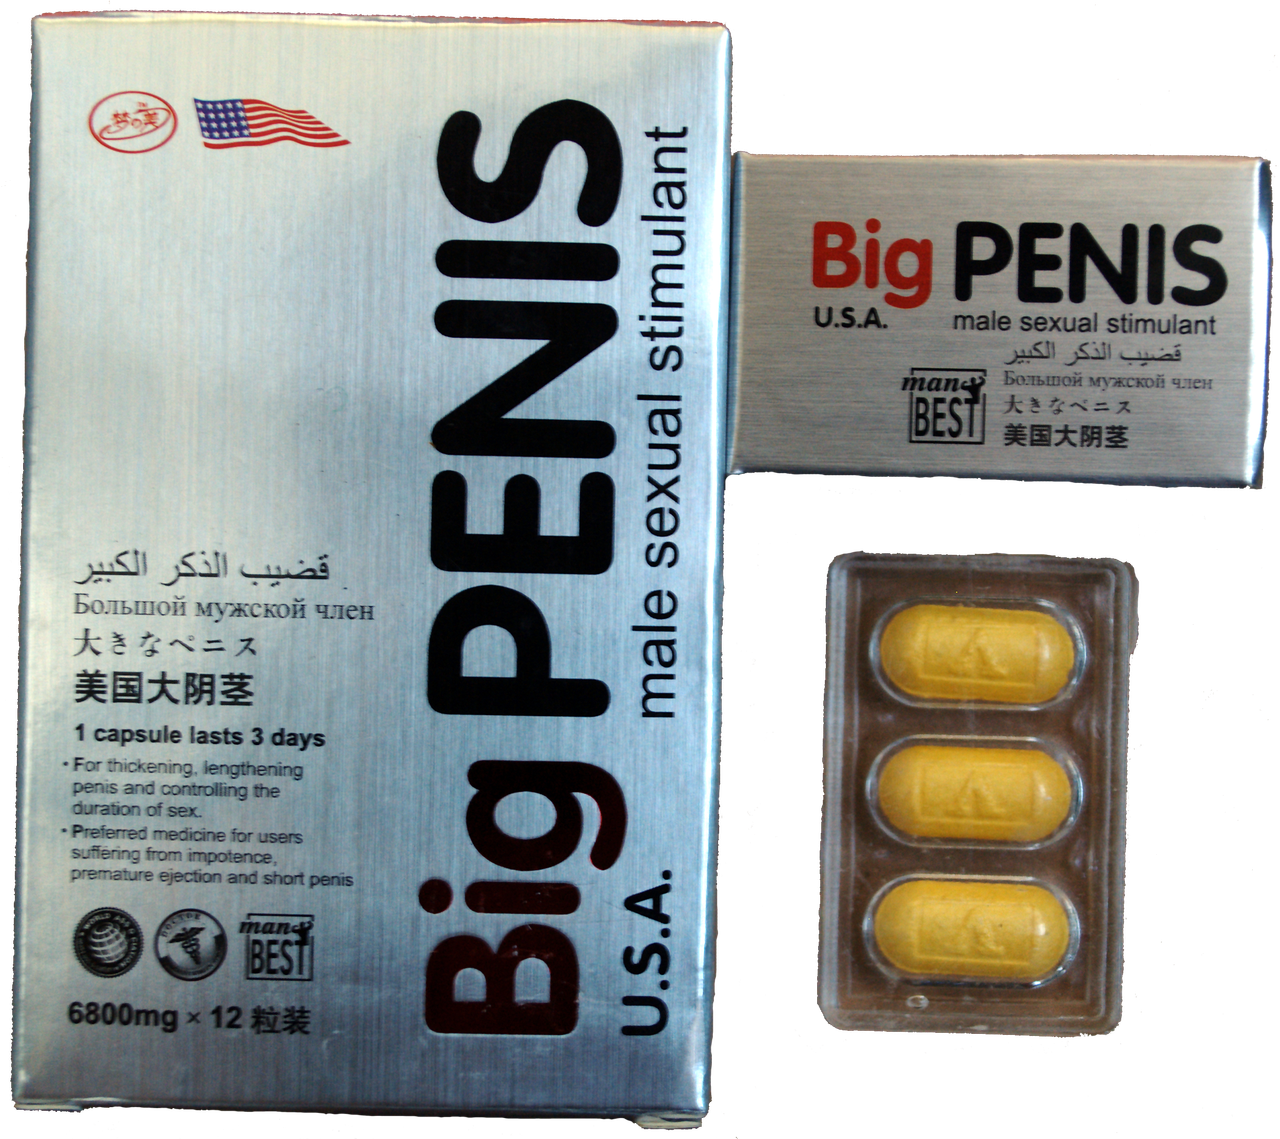 梦の美
Big PENIS
U.S.A.
male sexual stimulant
قضيب الذكر الكبير
Большой мужской член
大きなペニス
美国大阴茎
1 capsule lasts 3 days
• For thickening, lengthening
penis and controlling the
duration of sex.
• Preferred medicine for users
suffering from impotence,
premature ejection and short penis
man
BEST
6800mg × 12 粒装
Big PENIS
U.S.A.
male sexual stimulant
قضيب الذكر الكبير
Большой мужской член
大きなペニス
美国大阴茎
man
BEST